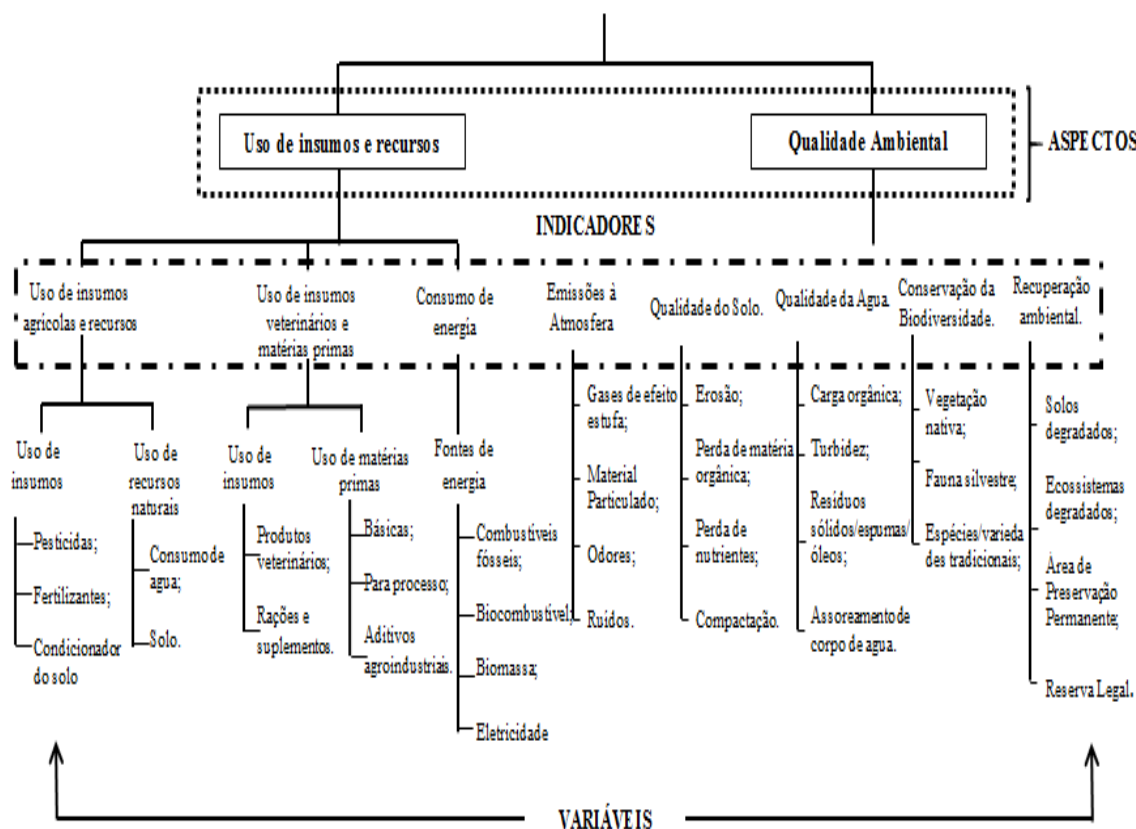 Uso de insumos e recursos
Qualidade Ambiental
ASPECTOS
INDICADORES
Uso de insumos
agrícolas e recursos
Uso de insumos
veterinários e
matérias primas
Consumo de
energia
Emissões à
Atmosfera
Qualidade do Solo.
Qualidade da Agua.
Conservação da
Biodiversidade.
Recuperação
ambiental.
Uso de
insumos
Pesticidas;
Fertilizantes;
Condicionador
do solo
Uso de
recursos
naturais
Consumo de
agua;
Solo.
Uso de
insumos
Produtos
veterinários;
Rações e
suplementos.
Uso de matérias
primas
Básicas;
Para processo;
Aditivos
agroindustriais.
Fontes de
energia
Combustíveis
fósseis;
Biocombustível;
Biomassa;
Eletricidade
Gases de efeito
estufa;
Material
Particulado;
Odores;
Ruídos.
Erosão;
Perda de matéria
orgânica;
Perda de
nutrientes;
Compactação.
Carga orgânica;
Turbidez;
Resíduos
sólidos/espumas/
óleos;
Assoreamento de
corpo de agua.
Vegetação
nativa;
Fauna silvestre;
Espécies/varieda
des tradicionais;
Solos
degradados;
Ecossistemas
degradados;
Área de
Preservação
Permanente;
Reserva Legal.
VARIÁVEIS